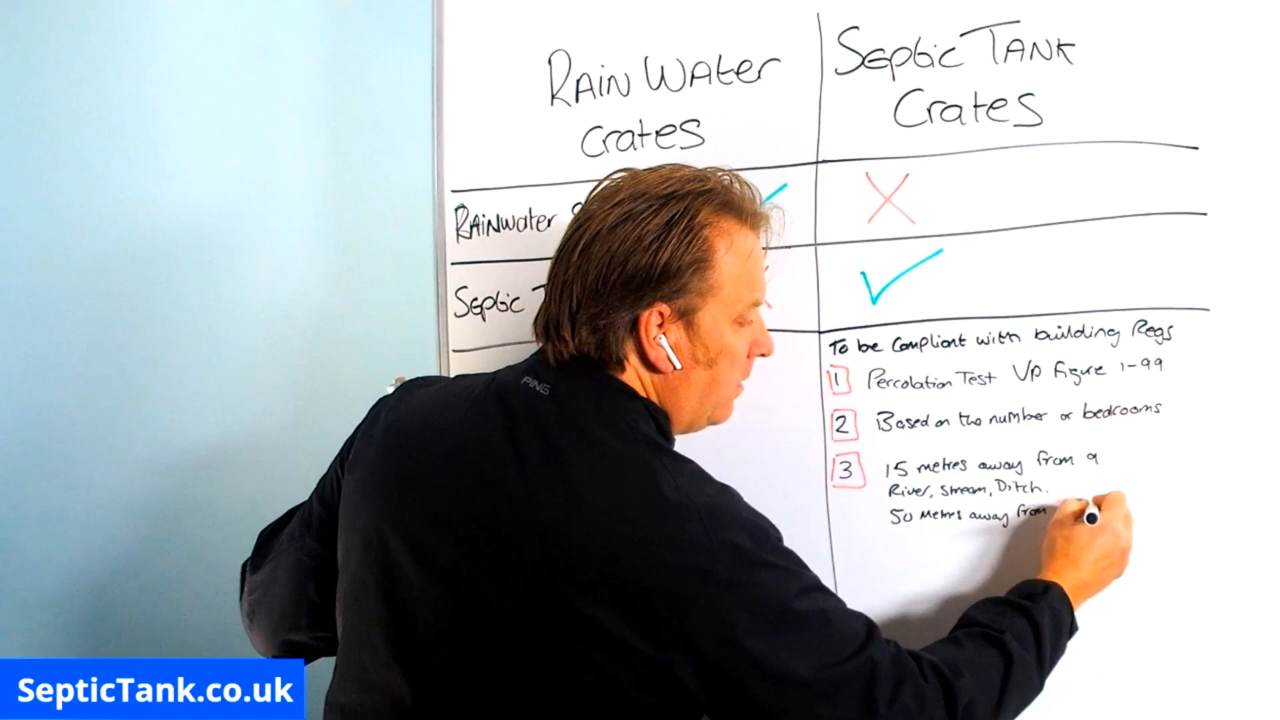 RAIN WATER
Crates
SEPTIC TANK
Crates
RAINwater
SEPTIC T
To be Compliant with building Regs
1 Percolation Test Vp Figure 1-99
2 Based on the number or bedrooms
3 15 metres away from a
River, Stream, Ditch.
50 Metres away from
PING
SepticTank.co.uk